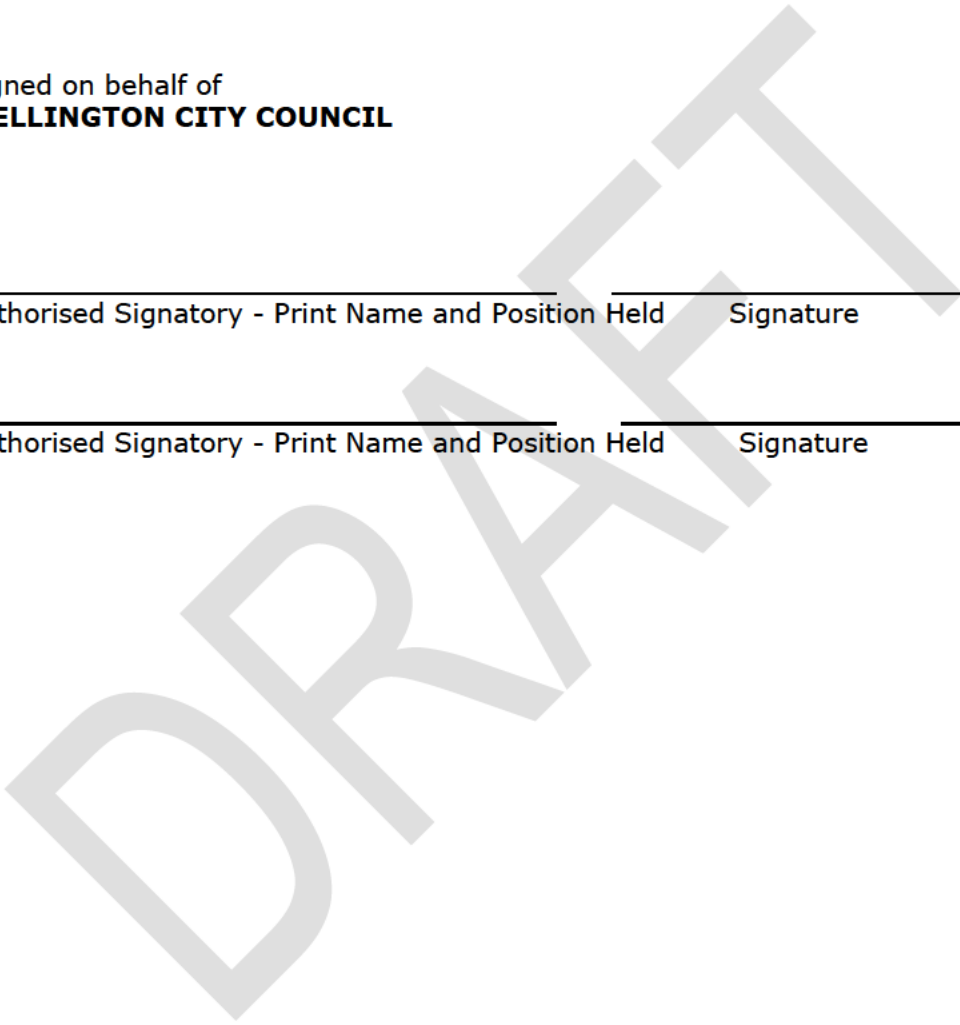 gned on behalf of
ELLINGTON CITY COUNCIL
thorised Signatory - Print Name and Position Held Signature
thorised Signatory - Print Name and Position Held Signature
DRAFT